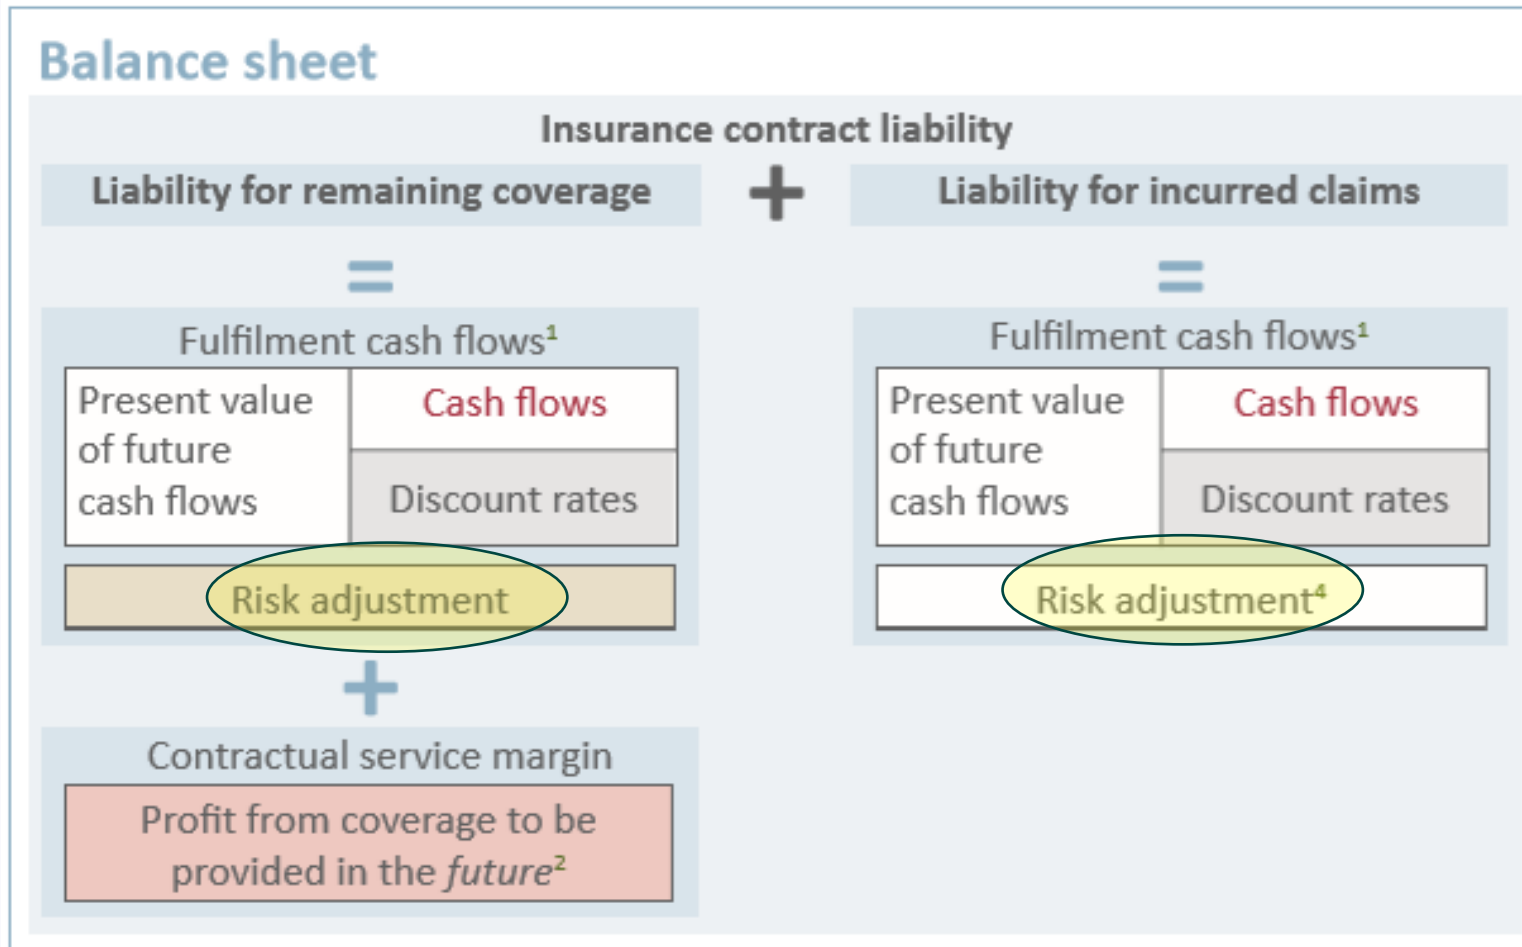 Balance sheet
Insurance contract liability
Liability for remaining coverage
+
Liability for incurred claims
=
=
Fulfilment cash flows¹
Present value
of future
cash flows
Cash flows
Discount rates
Risk adjustment
Fulfilment cash flows¹
Present value
of future
cash flows
Cash flows
Discount rates
Risk adjustment⁴
+
Contractual service margin
Profit from coverage to be
provided in the future²